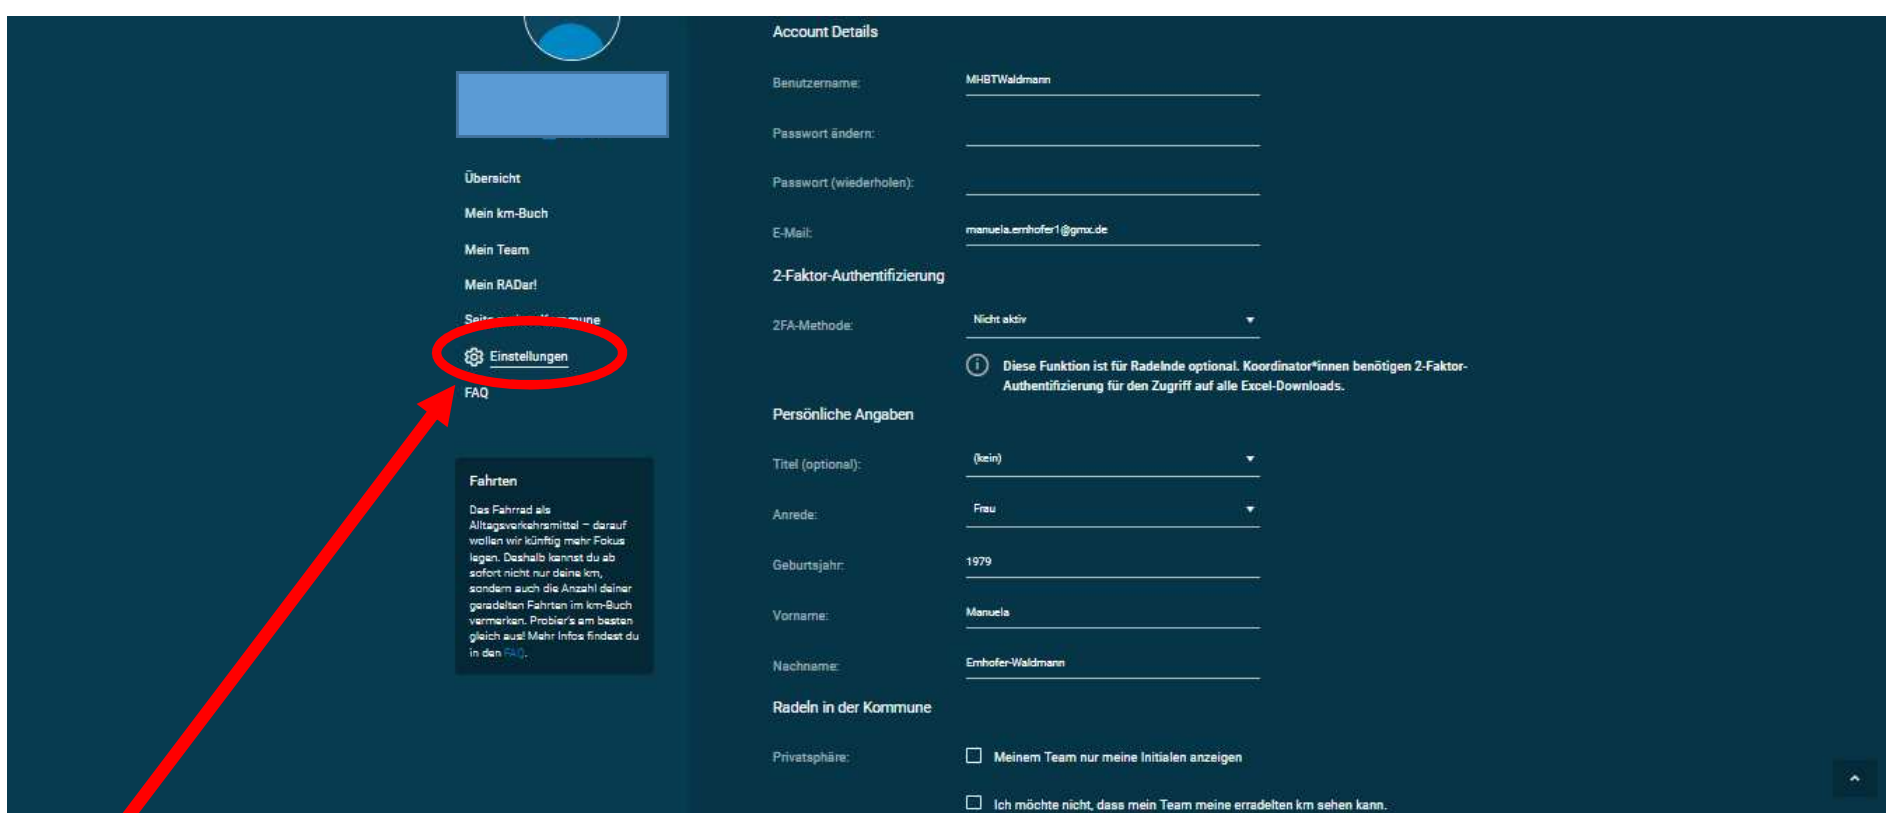 Übersicht
Mein km-Buch
Mein Team
Mein RADar!
Einstellungen
FAQ
Fahrten
Das Fahrrad als
Alltagsverkehrsmittel – darauf
wollen wir künftig mehr Fokus
legen. Deshalb kannst du ab
sofort nicht nur deine km,
sondern auch die Anzahl deiner
geradelten Fahrten im km-Buch
vermerken. Probier's am besten
gleich aus! Mehr Infos findest du
in den FAQ.
Account Details
Benutzername: MHBTWaldmann
Passwort ändern:
Passwort (wiederholen):
E-Mail: manuela.ernhofer1@gmx.de
2-Faktor-Authentifizierung
2FA-Methode: Nicht aktiv
Diese Funktion ist für Radelnde optional. Koordinator*innen benötigen 2-Faktor-
Authentifizierung für den Zugriff auf alle Excel-Downloads.
Persönliche Angaben
Titel (optional): (kein)
Anrede: Frau
Geburtsjahr: 1979
Vorname: Manuela
Nachname: Ernhofer-Waldmann
Radeln in der Kommune
Privatsphäre: Meinem Team nur meine Initialen anzeigen
Ich möchte nicht, dass mein Team meine erradelten km sehen kann.